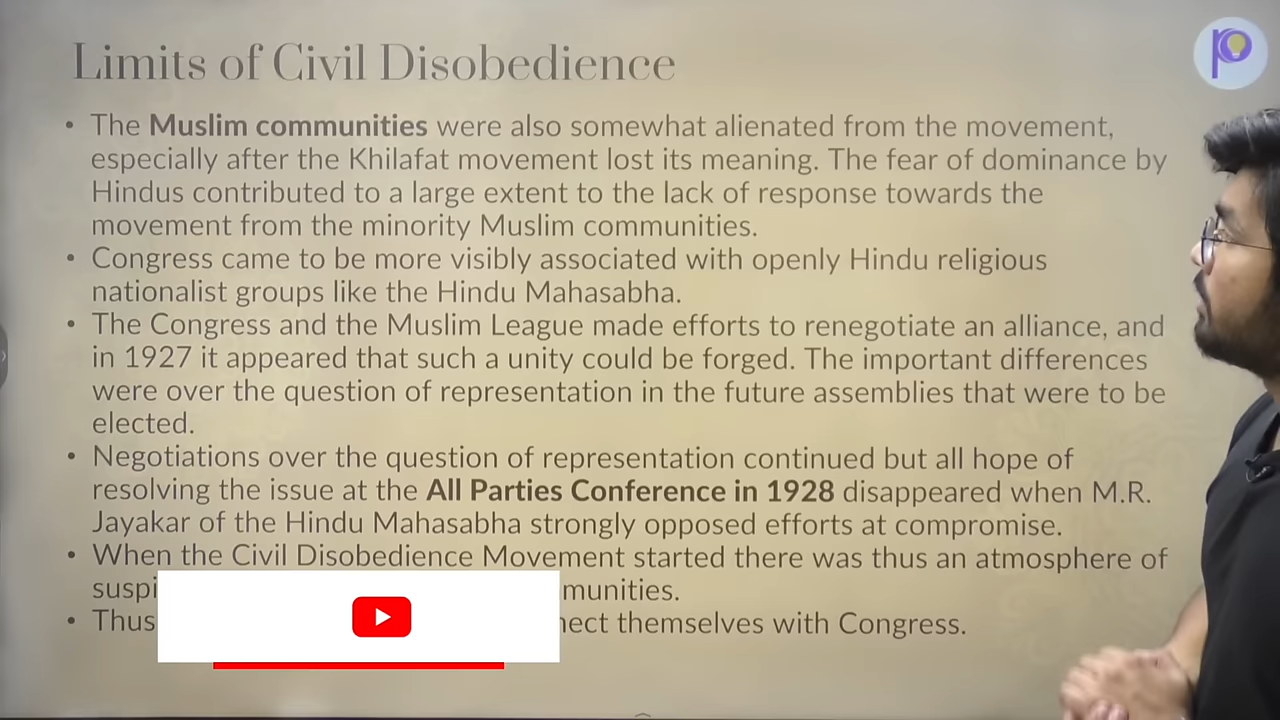 Limits of Civil Disobedience
• The Muslim communities were also somewhat alienated from the movement,
especially after the Khilafat movement lost its meaning. The fear of dominance by
Hindus contributed to a large extent to the lack of response towards the
movement from the minority Muslim communities.
• Congress came to be more visibly associated with openly Hindu religious
nationalist groups like the Hindu Mahasabha.
• The Congress and the Muslim League made efforts to renegotiate an alliance, and
in 1927 it appeared that such a unity could be forged. The important differences
were over the question of representation in the future assemblies that were to be
elected.
• Negotiations over the question of representation continued but all hope of
resolving the issue at the All Parties Conference in 1928 disappeared when M.R.
Jayakar of the Hindu Mahasabha strongly opposed efforts at compromise.
• When the Civil Disobedience Movement started there was thus an atmosphere of
• Thus themselves with Congress.